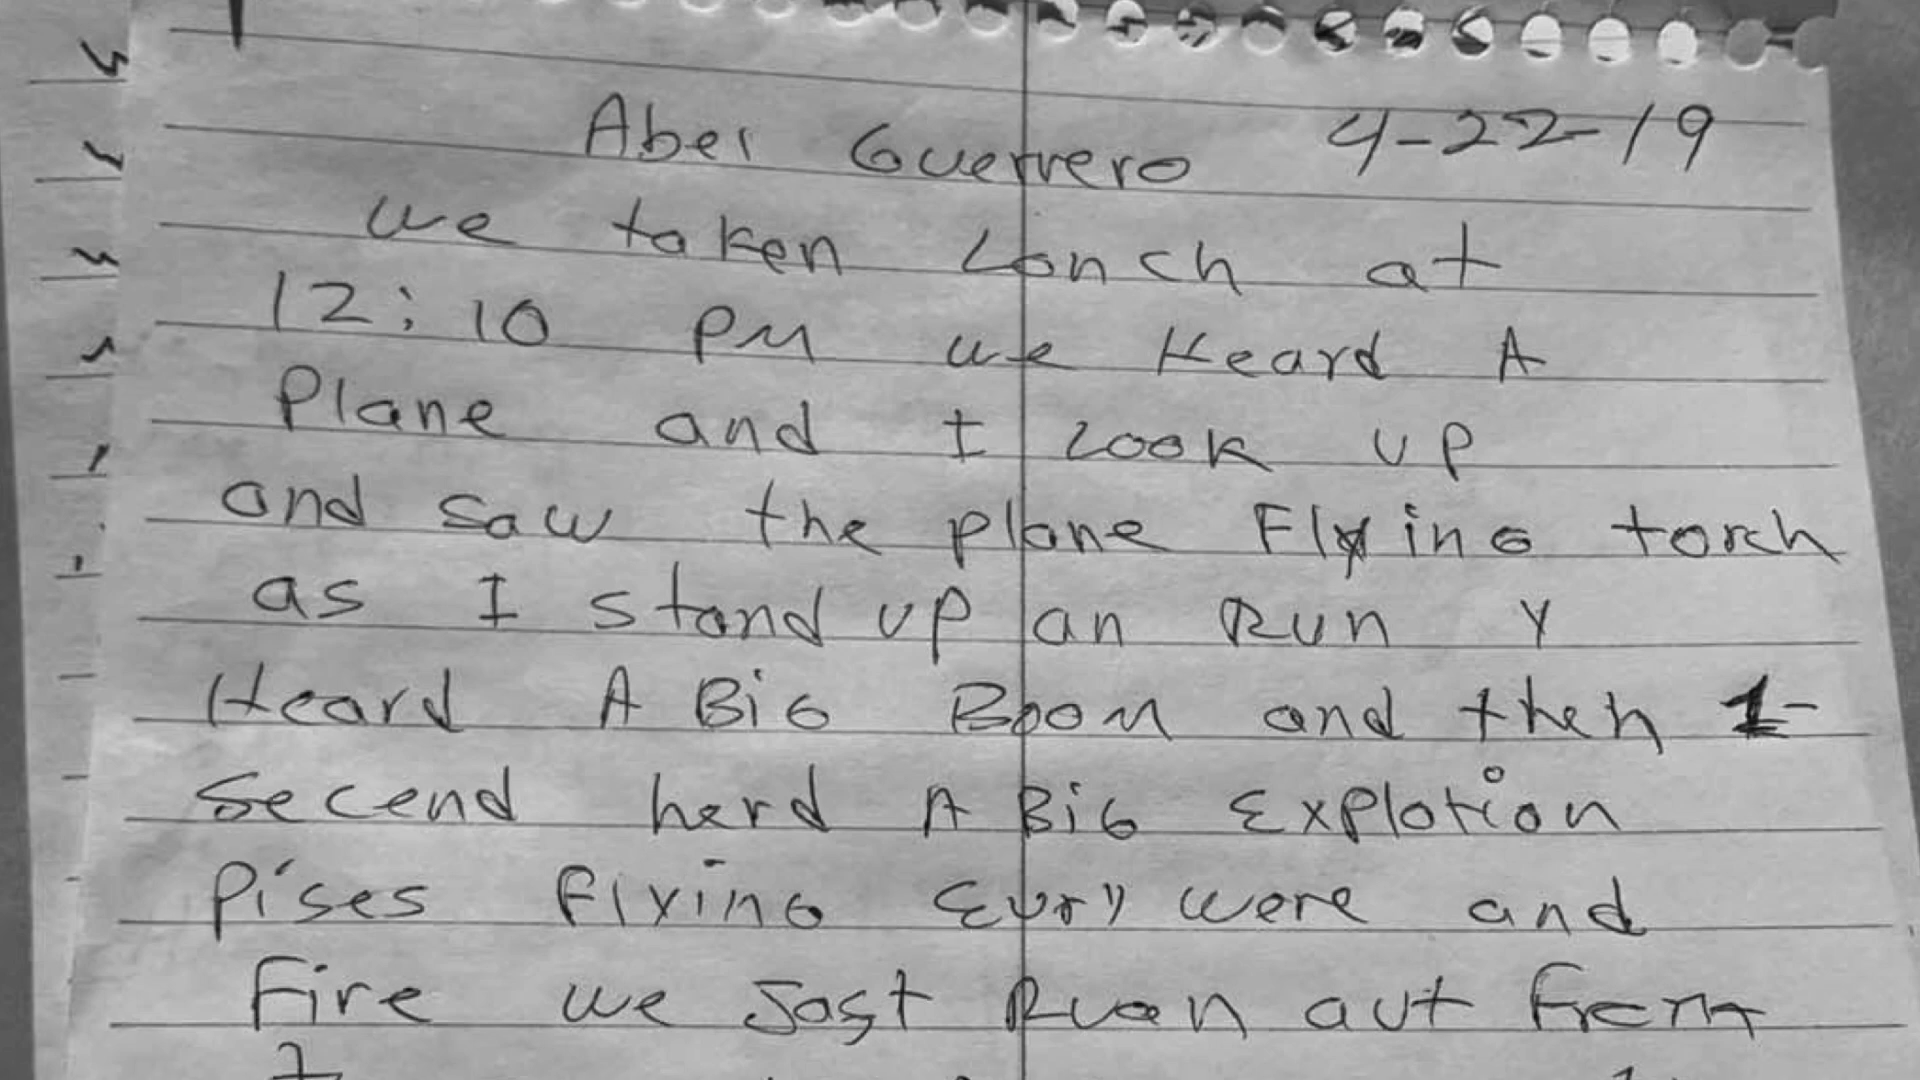 Abel Guerrero 4-22-19
we taken Lonch at
12:10 PM we Heard A
Plane and I Look up
and saw the plane Flying torch
as I stand up an Run Y
Heard A Big Boom and then 1-
Secend herd A Big Explotion
Pises flying Evry were and
Fire we Jost Ruan aut from